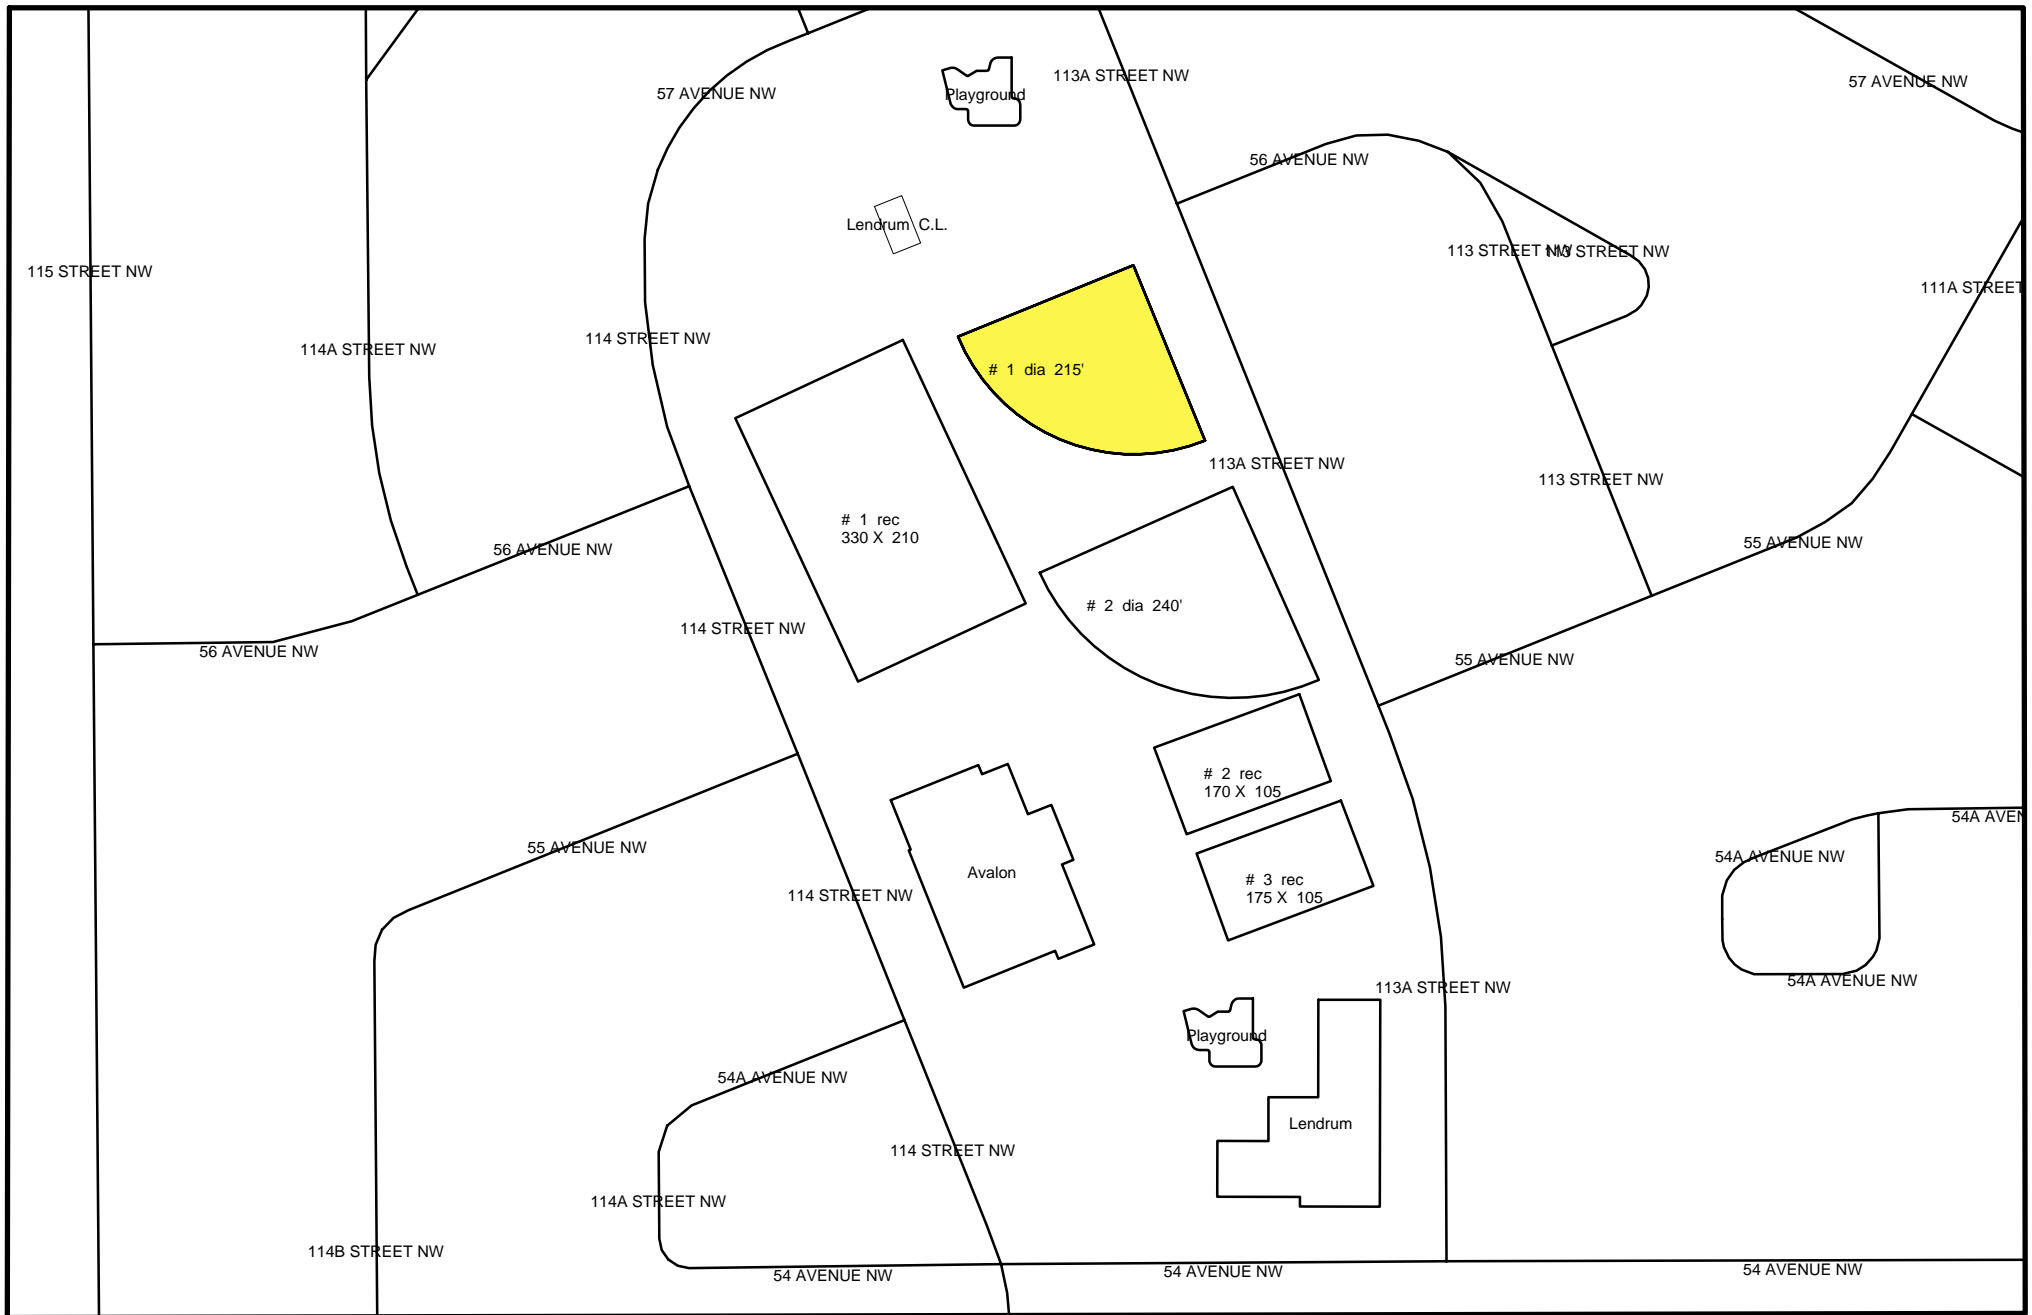 113A STREET NW
57 AVENUE NW
57 AVENUE NW
Playground
56 AVENUE NW
Lendrum C.L.
113 STREET NW
113 STREET NW
115 STREET NW
111A STREET
114 STREET NW
114A STREET NW
# 1 dia 215'
113A STREET NW
113 STREET NW
# 1 rec
330 X 210
56 AVENUE NW
55 AVENUE NW
# 2 dia 240'
114 STREET NW
56 AVENUE NW
55 AVENUE NW
# 2 rec
170 X 105
54A AVEN
55 AVENUE NW
54A AVENUE NW
Avalon
# 3 rec
175 X 105
114 STREET NW
54A AVENUE NW
113A STREET NW
Playground
54A AVENUE NW
Lendrum
114 STREET NW
114A STREET NW
114B STREET NW
54 AVENUE NW
54 AVENUE NW
54 AVENUE NW